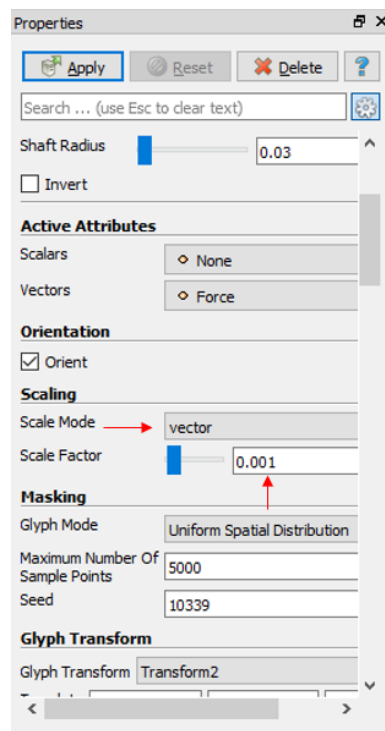 Properties
Apply Reset Delete ?
Search ... (use Esc to clear text)
Shaft Radius 0.03
Invert
Active Attributes
Scalars None
Vectors Force
Orientation
Orient
Scaling
Scale Mode vector
Scale Factor 0.001
Masking
Glyph Mode Uniform Spatial Distribution
Maximum Number Of
Sample Points 5000
Seed 10339
Glyph Transform
Glyph Transform Transform2